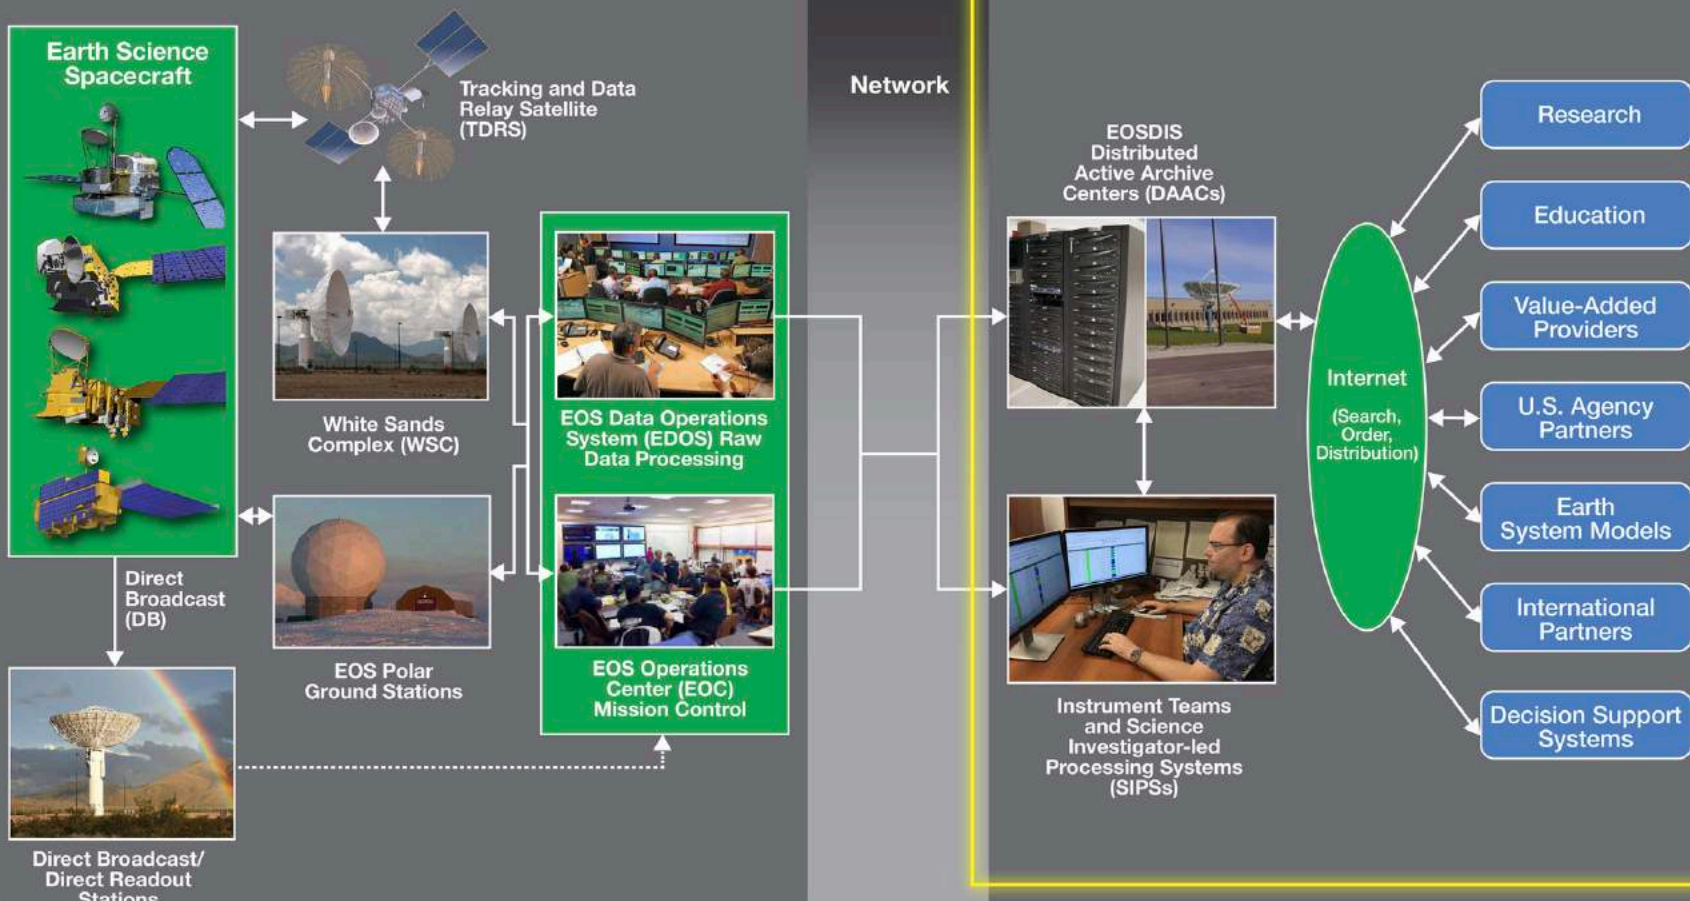 Earth Science
Spacecraft
Tracking and Data
Relay Satellite
(TDRS)
White Sands
Complex (WSC)
EOS Polar
Ground Stations
Direct
Broadcast
(DB)
Direct Broadcast/
Direct Readout
Stations
EOS Data Operations
System (EDOS) Raw
Data Processing
EOS Operations
Center (EOC)
Mission Control
Network
EOSDIS
Distributed
Active Archive
Centers (DAACs)
Instrument Teams
and Science
Investigator-led
Processing Systems
(SIPSs)
Internet
(Search,
Order,
Distribution)
Research
Education
Value-Added
Providers
U.S. Agency
Partners
Earth
System Models
International
Partners
Decision Support
Systems